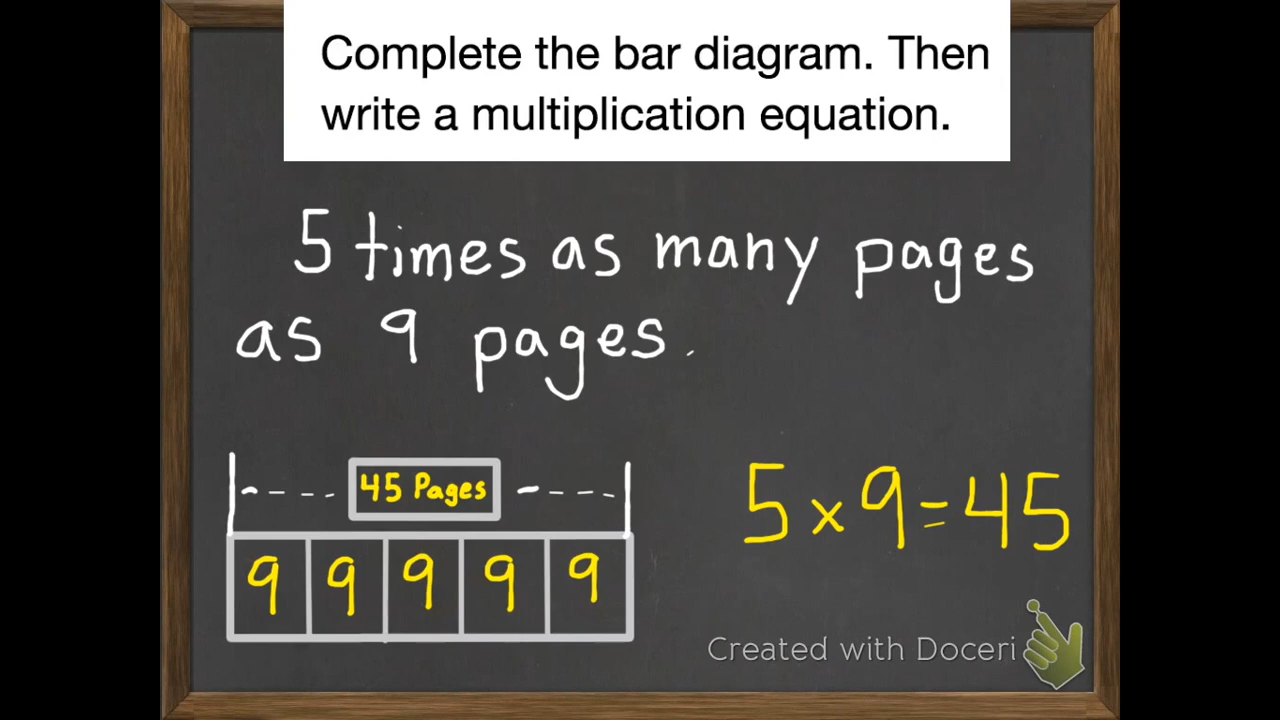 Complete the bar diagram. Then
write a multiplication equation.
5 times as many pages
as 9 pages.
45 Pages
9 9 9 9 9
5 x 9 = 45
Created with Doceri